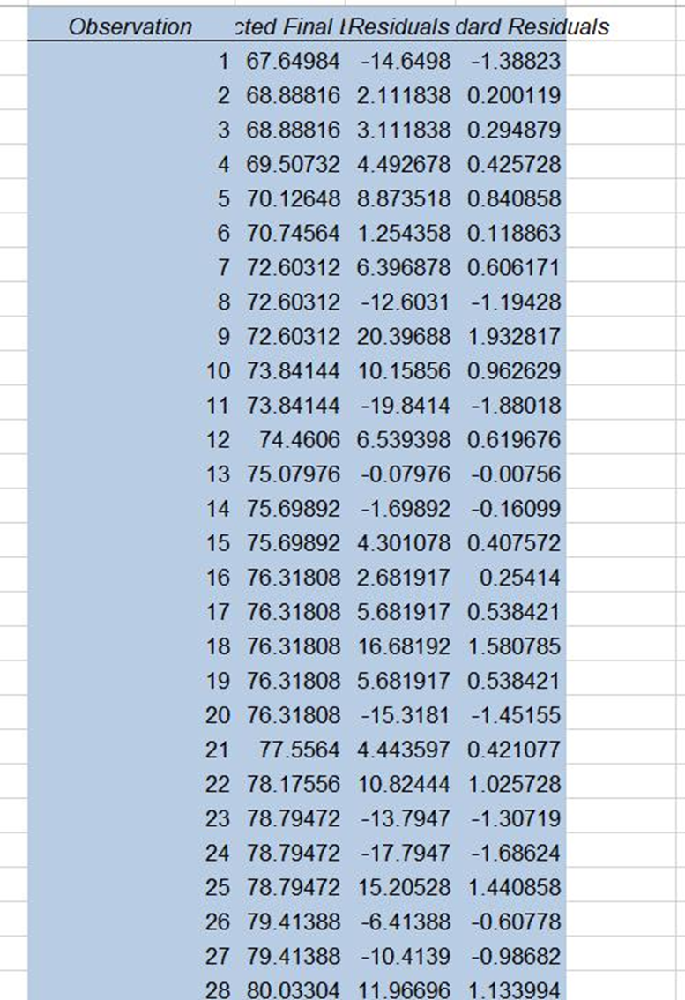 Observation cted Final Residuals dard Residuals
1 67.64984 -14.6498 -1.38823
2 68.88816 2.111838 0.200119
3 68.88816 3.111838 0.294879
4 69.50732 4.492678 0.425728
5 70.12648 8.873518 0.840858
6 70.74564 1.254358 0.118863
7 72.60312 6.396878 0.606171
8 72.60312 -12.6031 -1.19428
9 72.60312 20.39688 1.932817
10 73.84144 10.15856 0.962629
11 73.84144 -19.8414 -1.88018
12 74.4606 6.539398 0.619676
13 75.07976 -0.07976 -0.00756
14 75.69892 -1.69892 -0.16099
15 75.69892 4.301078 0.407572
16 76.31808 2.681917 0.25414
17 76.31808 5.681917 0.538421
18 76.31808 16.68192 1.580785
19 76.31808 5.681917 0.538421
20 76.31808 -15.3181 -1.45155
21 77.5564 4.443597 0.421077
22 78.17556 10.82444 1.025728
23 78.79472 -13.7947 -1.30719
24 78.79472 -17.7947 -1.68624
25 78.79472 15.20528 1.440858
26 79.41388 -6.41388 -0.60778
27 79.41388 -10.4139 -0.98682
28 80.03304 11.96696 1.133994